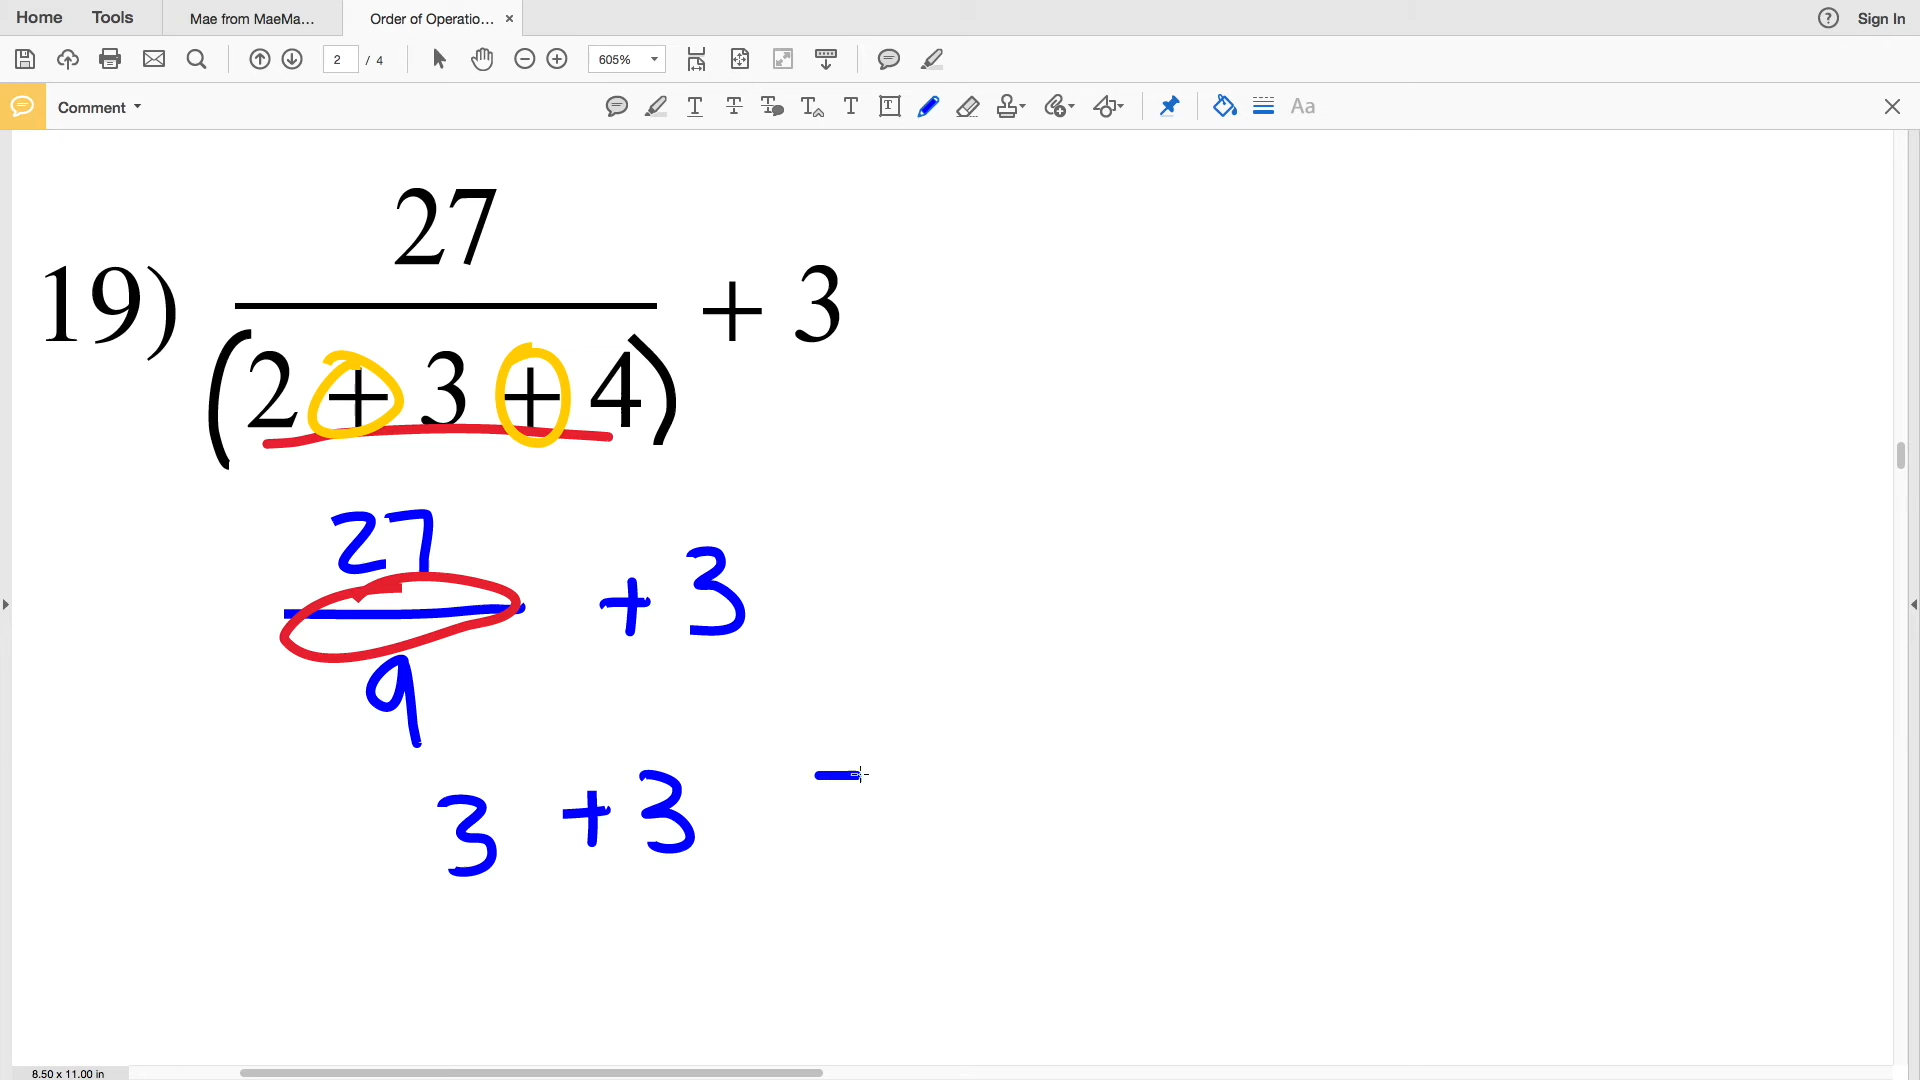 Home Tools Mae from MaeMa... Order of Operatio... × ? Sign In
2 / 4 605%
Comment Aa
27
19) (2 + 3 + 4) + 3
27
+ 3
9
3 + 3 -
8.50 x 11.00 in